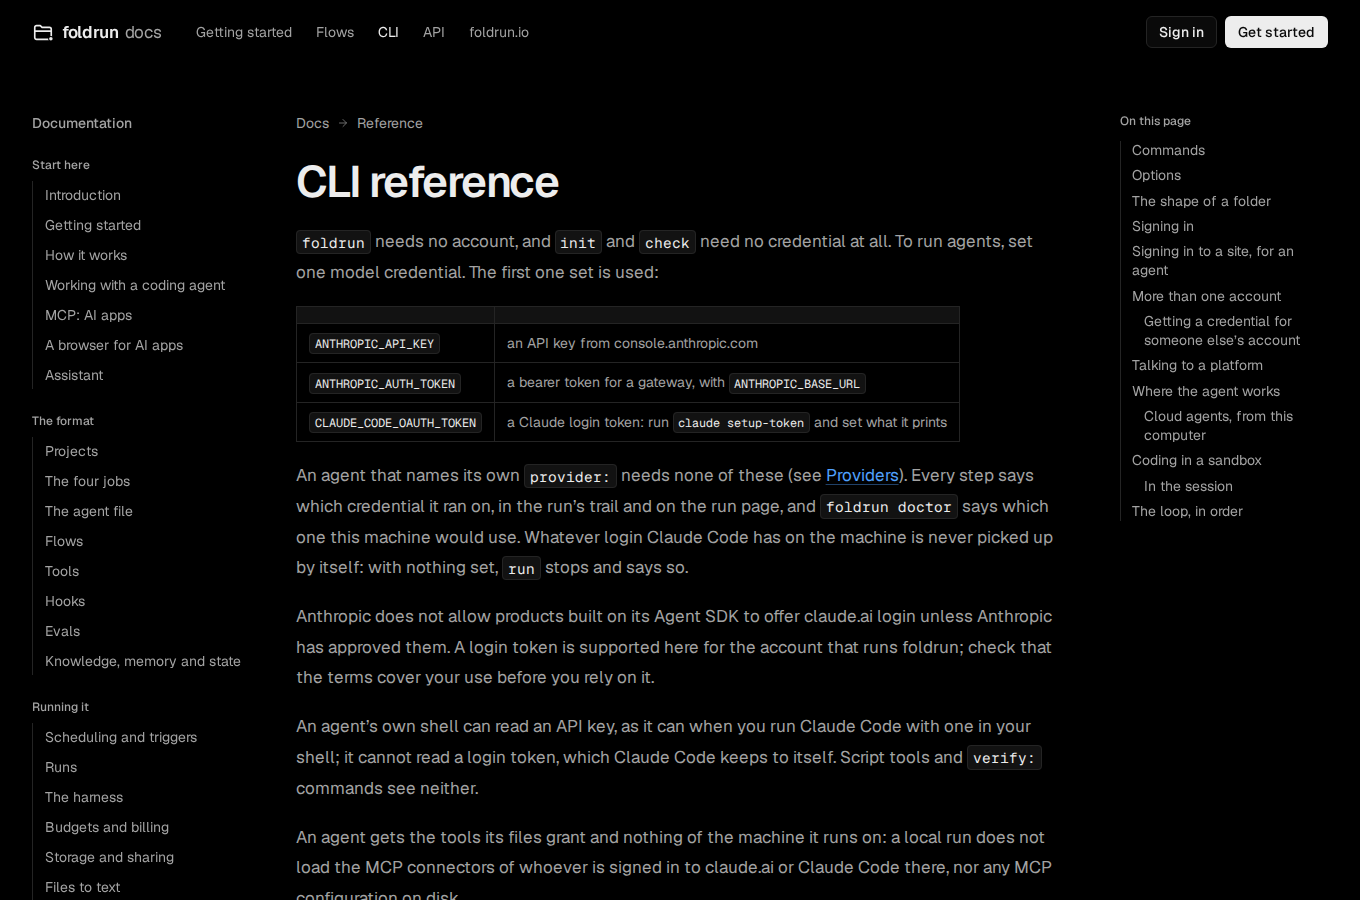 foldrun docs
Getting started
Flows
CLI
API
foldrun.io
Sign in
Get started
Documentation
Start here
Introduction
Getting started
How it works
Working with a coding agent
MCP: AI apps
A browser for AI apps
Assistant
The format
Projects
The four jobs
The agent file
Flows
Tools
Hooks
Evals
Knowledge, memory and state
Running it
Scheduling and triggers
Runs
The harness
Budgets and billing
Storage and sharing
Files to text
Docs → Reference
CLI reference
foldrun needs no account, and init and check need no credential at all. To run agents, set
one model credential. The first one set is used:
ANTHROPIC_API_KEY an API key from console.anthropic.com
ANTHROPIC_AUTH_TOKEN a bearer token for a gateway, with ANTHROPIC_BASE_URL
CLAUDE_CODE_OAUTH_TOKEN a Claude login token: run claude setup-token and set what it prints
An agent that names its own provider: needs none of these (see Providers). Every step says
which credential it ran on, in the run’s trail and on the run page, and foldrun doctor says which
one this machine would use. Whatever login Claude Code has on the machine is never picked up
by itself: with nothing set, run stops and says so.
Anthropic does not allow products built on its Agent SDK to offer claude.ai login unless Anthropic
has approved them. A login token is supported here for the account that runs foldrun; check that
the terms cover your use before you rely on it.
An agent’s own shell can read an API key, as it can when you run Claude Code with one in your
shell; it cannot read a login token, which Claude Code keeps to itself. Script tools and verify:
commands see neither.
An agent gets the tools its files grant and nothing of the machine it runs on: a local run does not
load the MCP connectors of whoever is signed in to claude.ai or Claude Code there, nor any MCP
configuration on disk.
On this page
Commands
Options
The shape of a folder
Signing in
Signing in to a site, for an
agent
More than one account
Getting a credential for
someone else’s account
Talking to a platform
Where the agent works
Cloud agents, from this
computer
Coding in a sandbox
In the session
The loop, in order